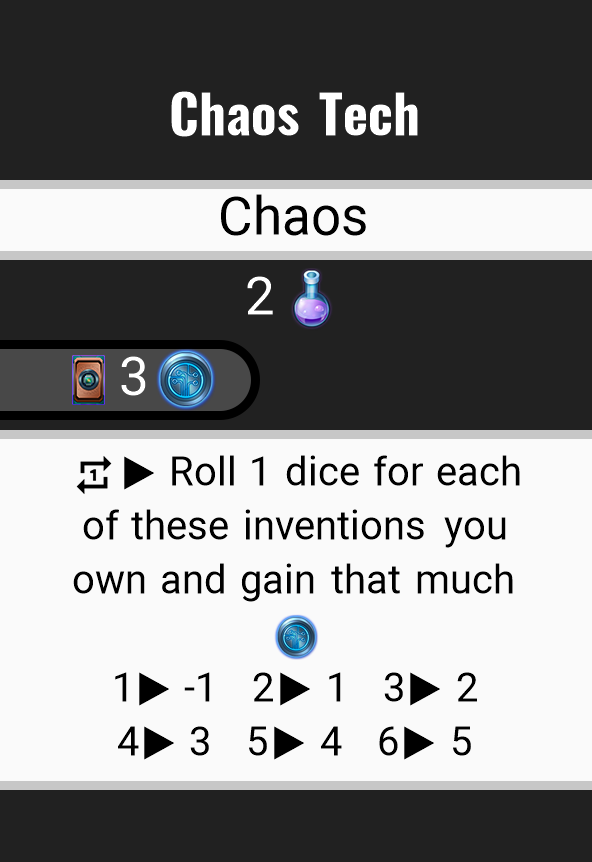 Chaos Tech
Chaos
2
3
1 ▶ Roll 1 dice for each
of these inventions you
own and gain that much
1▶ -1 2▶ 1 3▶ 2
4▶ 3 5▶ 4 6▶ 5